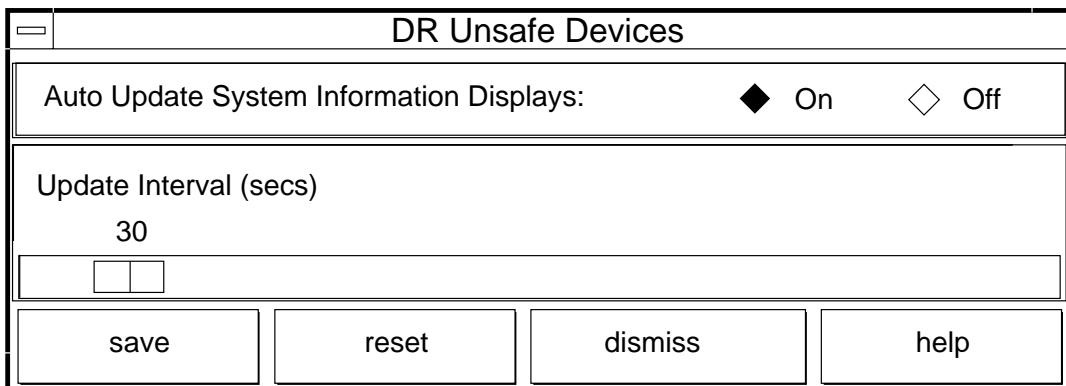 DR Unsafe Devices
Auto Update System Information Displays: On Off
Update Interval (secs)
30
save reset dismiss help